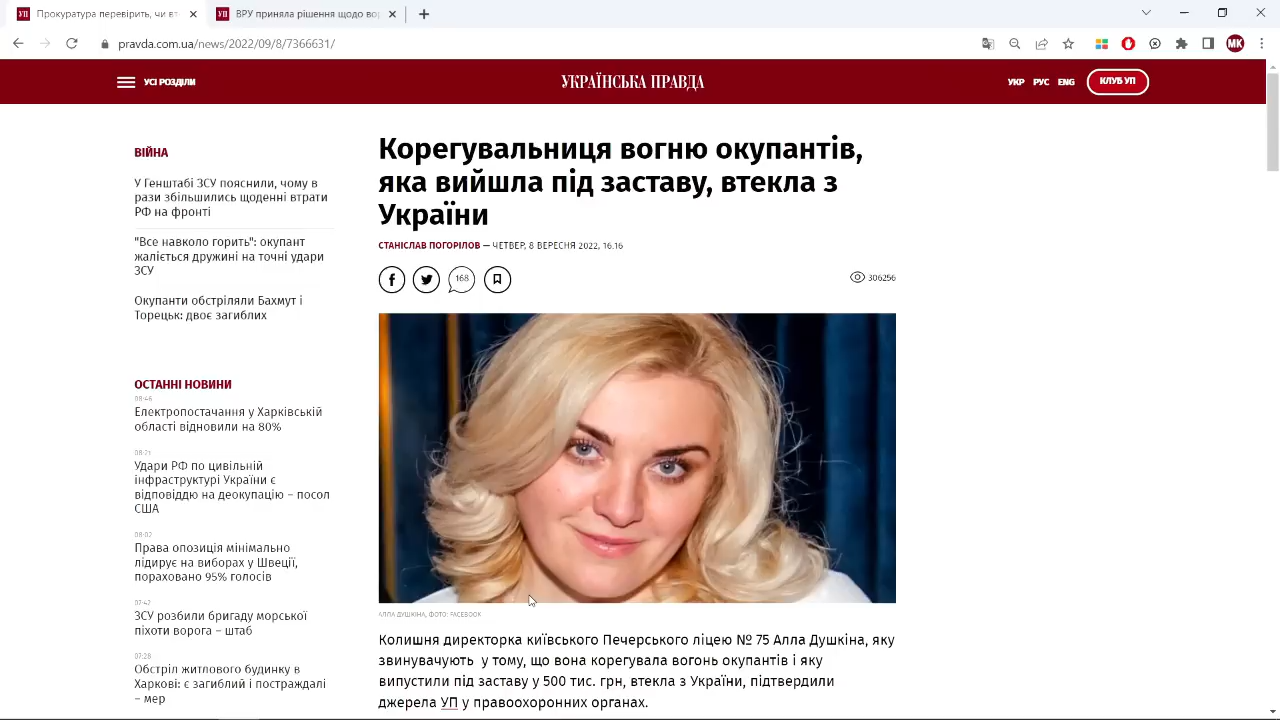 Прокуратура перевірить, чи вт
ВРУ приняла рішення щодо вор
pravda.com.ua/news/2022/09/8/7366631/
МК
УСІ РОЗДІЛИ
УКРАЇНСЬКА ПРАВДА
УКР РУС ENG
КЛУБ УП
ВІЙНА
У Генштабі ЗСУ пояснили, чому в
рази збільшились щоденні втрати
РФ на фронті
"Все навколо горить": окупант
жаліється дружині на точні удари
ЗСУ
Окупанти обстріляли Бахмут і
Торецьк: двоє загиблих
ОСТАННІ НОВИНИ
08:46
Електропостачання у Харківській
області відновили на 80%
08:21
Удари РФ по цивільній
інфраструктурі України є
відповіддю на деокупацію – посол
США
08:02
Права опозиція мінімально
лідирує на виборах у Швеції,
пораховано 95% голосів
07:42
ЗСУ розбили бригаду морської
піхоти ворога – штаб
07:28
Обстріл житлового будинку в
Харкові: є загиблий і постраждалі
– мер
Корегувальниця вогню окупантів,
яка вийшла під заставу, втекла з
України
СТАНІСЛАВ ПОГОРІЛОВ — ЧЕТВЕР, 8 ВЕРЕСНЯ 2022, 16:16
168
306256
АЛЛА ДУШКІНА, ФОТО: FACEBOOK
Колишня директорка київського Печерського ліцею № 75 Алла Душкіна, яку
звинувачують у тому, що вона корегувала вогонь окупантів і яку
випустили під заставу у 500 тис. грн, втекла з України, підтвердили
джерела УП у правоохоронних органах.